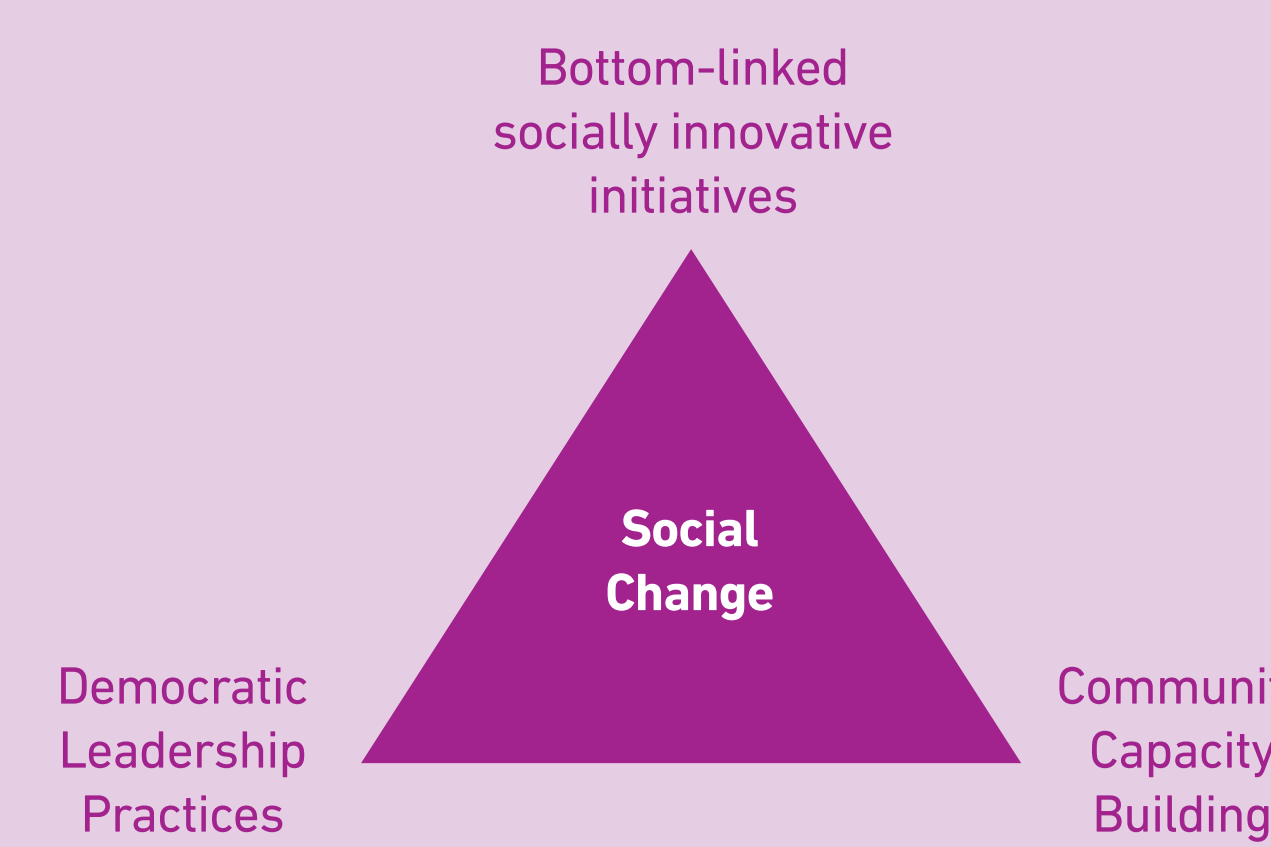 Bottom-linked
socially innovative
initiatives
Social
Change
Democratic
Leadership
Practices
Communit
Capacity
Building